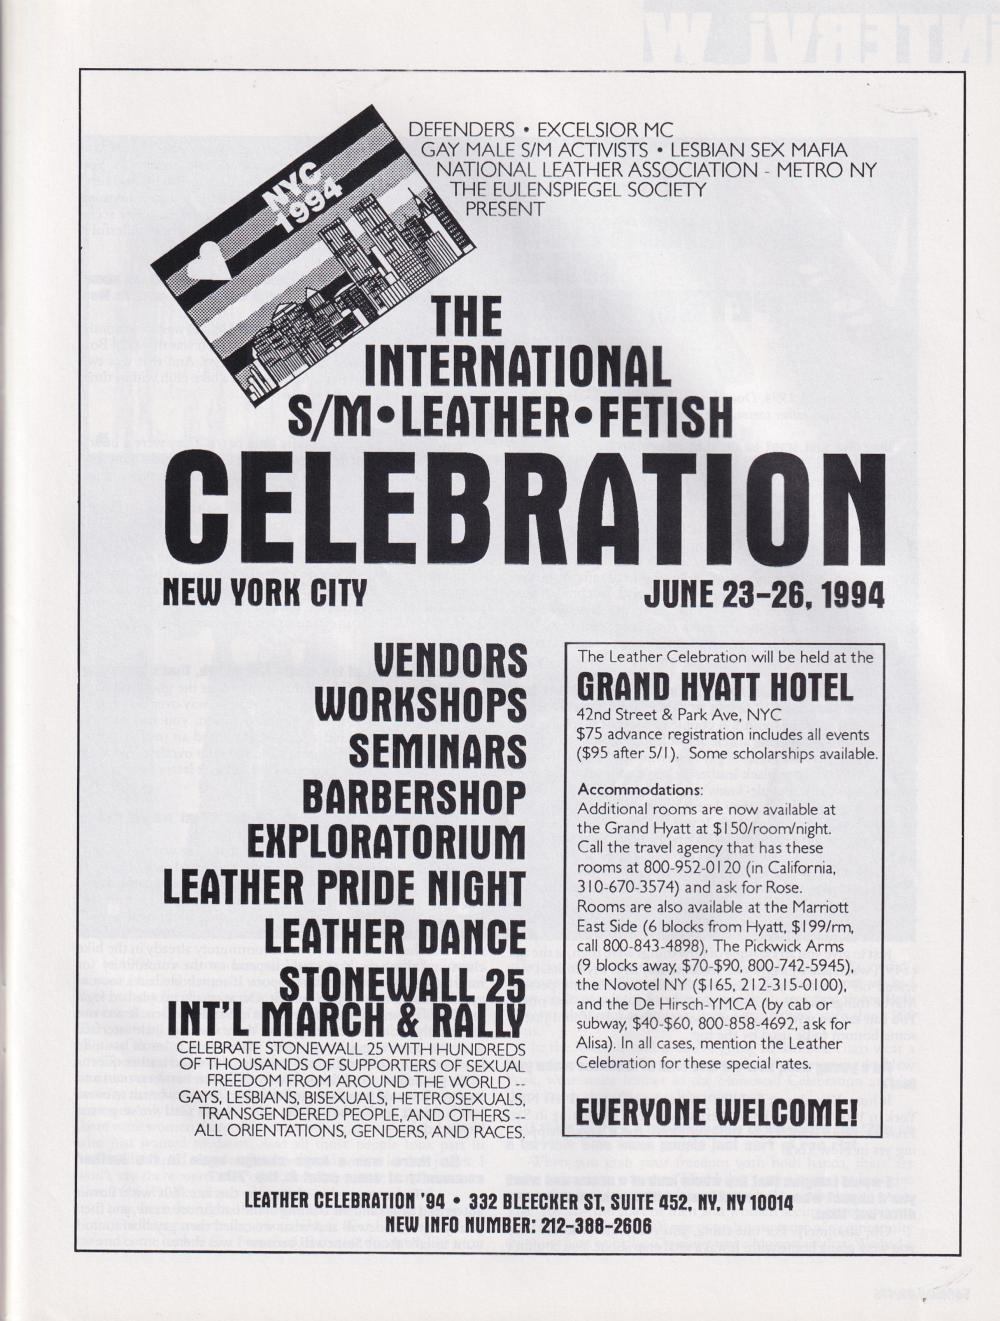 DEFENDERS • EXCELSIOR MC
GAY MALE S/M ACTIVISTS • LESBIAN SEX MAFIA
NATIONAL LEATHER ASSOCIATION - METRO NY
THE EULENSPIEGEL SOCIETY
PRESENT
NYC
1994
THE
INTERNATIONAL
S/M•LEATHER•FETISH
CELEBRATION
NEW YORK CITY
JUNE 23-26, 1994
VENDORS
WORKSHOPS
SEMINARS
BARBERSHOP
EXPLORATORIUM
LEATHER PRIDE NIGHT
LEATHER DANCE
STONEWALL 25
INT'L MARCH & RALLY
CELEBRATE STONEWALL 25 WITH HUNDREDS
OF THOUSANDS OF SUPPORTERS OF SEXUAL
FREEDOM FROM AROUND THE WORLD --
GAYS, LESBIANS, BISEXUALS, HETEROSEXUALS,
TRANSGENDERED PEOPLE, AND OTHERS --
ALL ORIENTATIONS, GENDERS, AND RACES.
The Leather Celebration will be held at the
GRAND HYATT HOTEL
42nd Street & Park Ave, NYC
$75 advance registration includes all events
($95 after 5/1). Some scholarships available.
Accommodations:
Additional rooms are now available at
the Grand Hyatt at $150/room/night.
Call the travel agency that has these
rooms at 800-952-0120 (in California,
310-670-3574) and ask for Rose.
Rooms are also available at the Marriott
East Side (6 blocks from Hyatt, $199/rm,
call 800-843-4898), The Pickwick Arms
(9 blocks away, $70-$90, 800-742-5945),
the Novotel NY ($165, 212-315-0100),
and the De Hirsch-YMCA (by cab or
subway, $40-$60, 800-858-4692, ask for
Alisa). In all cases, mention the Leather
Celebration for these special rates.
EVERYONE WELCOME!
LEATHER CELEBRATION '94 • 332 BLEECKER ST, SUITE 452, NY, NY 10014
NEW INFO NUMBER: 212-388-2606